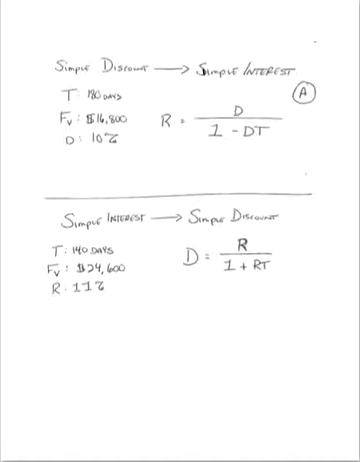 Simple Discount → Simple INTEREST
A
T: 180 DAYS
Fv: $16,800
D: 10%
R = D / 1 - DT
Simple INTEREST → Simple Discount
T: 140 DAYS
Fv: $24,600
R: 11%
D = R / 1 + RT